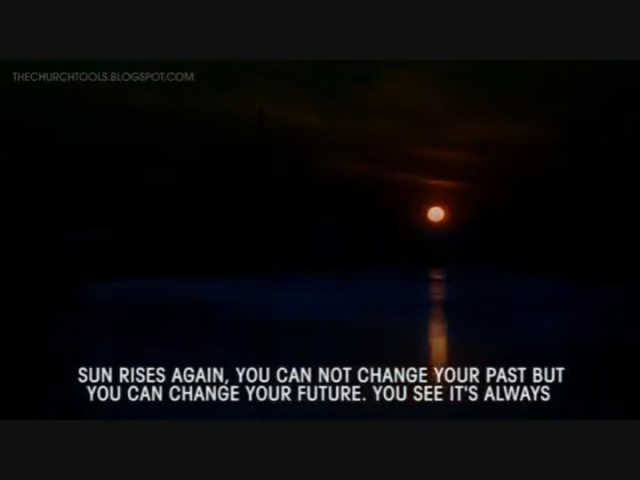 THECHURCHTOOLS.BLOGSPOT.COM
SUN RISES AGAIN, YOU CAN NOT CHANGE YOUR PAST BUT
YOU CAN CHANGE YOUR FUTURE. YOU SEE IT'S ALWAYS